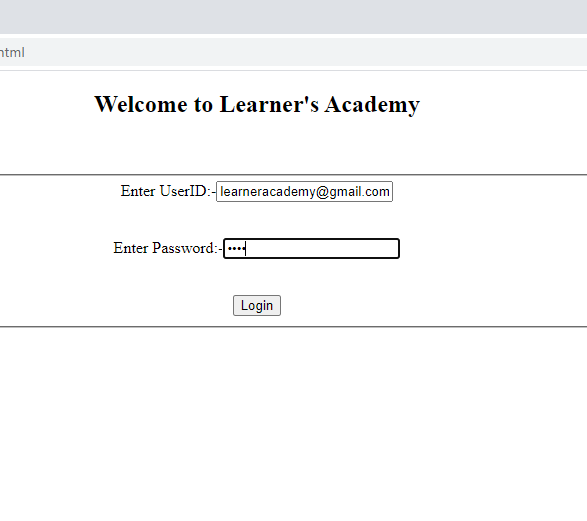 html
Welcome to Learner's Academy
Enter UserID:-learneracademy@gmail.com
Enter Password:-••••
Login